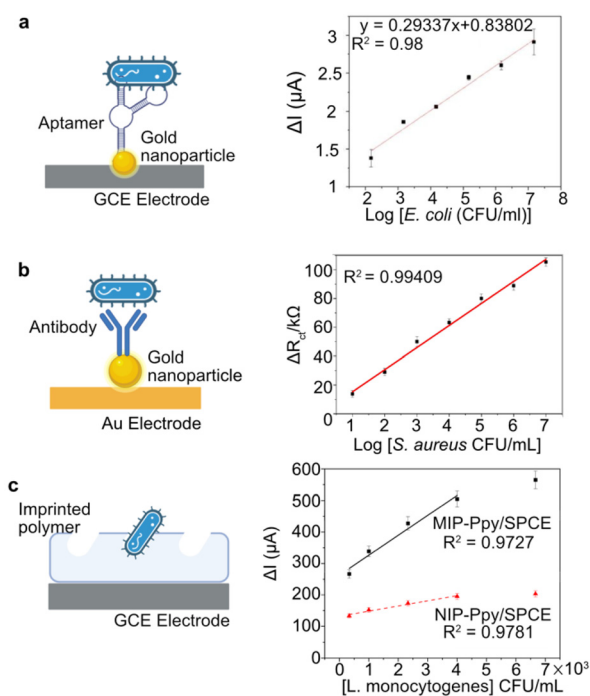 a
Aptamer
Gold
nanoparticle
GCE Electrode
y = 0.29337x+0.83802
R² = 0.98
ΔI (µA)
3
2.5
2
1.5
1
2 3 4 5 6 7 8
Log [E. coli (CFU/ml)]
b
Antibody
Gold
nanoparticle
Au Electrode
R² = 0.99409
ΔRct/kΩ
100
80
60
40
20
0
1 2 3 4 5 6 7
Log [S. aureus CFU/mL]
c
Imprinted
polymer
GCE Electrode
ΔI (µA)
600
500
400
300
200
100
0
MIP-Ppy/SPCE
R² = 0.9727
NIP-Ppy/SPCE
R² = 0.9781
0 1 2 3 4 5 6 7 ×10³
[L. monocytogenes] CFU/mL